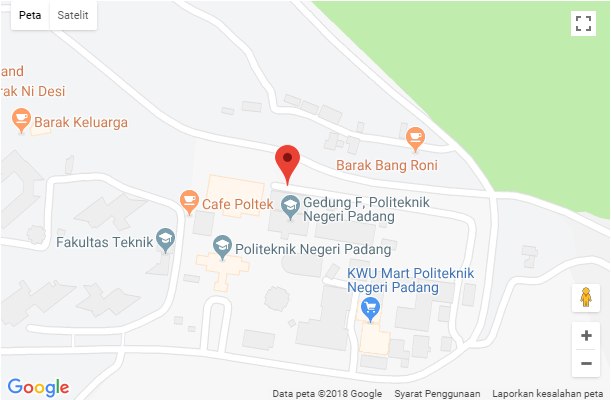 Peta Satelit
and
rak Ni Desi
Barak Keluarga
Barak Bang Roni
Cafe Poltek
Gedung F, Politeknik
Negeri Padang
Fakultas Teknik
Politeknik Negeri Padang
KWU Mart Politeknik
Negeri Padang
Google
Data peta ©2018 Google Syarat Penggunaan Laporkan kesalahan peta